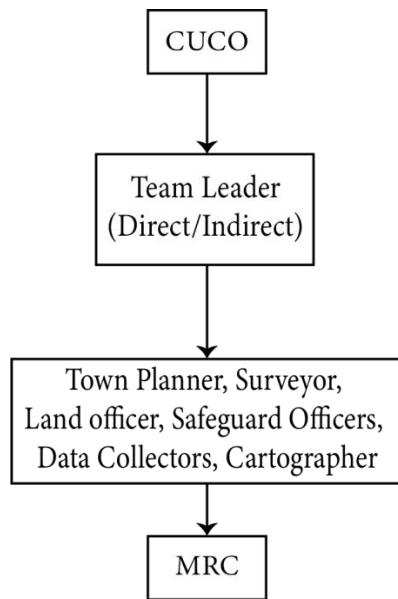 CUCO
Team Leader
(Direct/Indirect)
Town Planner, Surveyor,
Land officer, Safeguard Officers,
Data Collectors, Cartographer
MRC